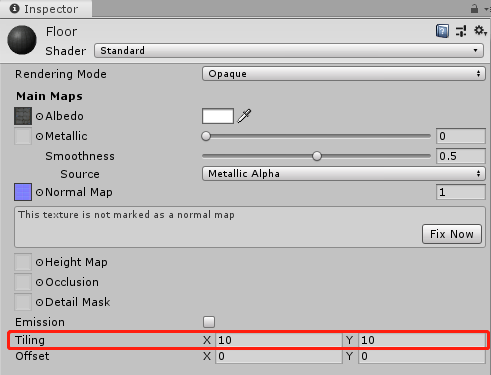 Inspector
Floor
Shader Standard
Rendering Mode Opaque
Main Maps
Albedo
Metallic 0
Smoothness 0.5
Source Metallic Alpha
Normal Map 1
This texture is not marked as a normal map
Fix Now
Height Map
Occlusion
Detail Mask
Emission
Tiling X 10 Y 10
Offset X 0 Y 0